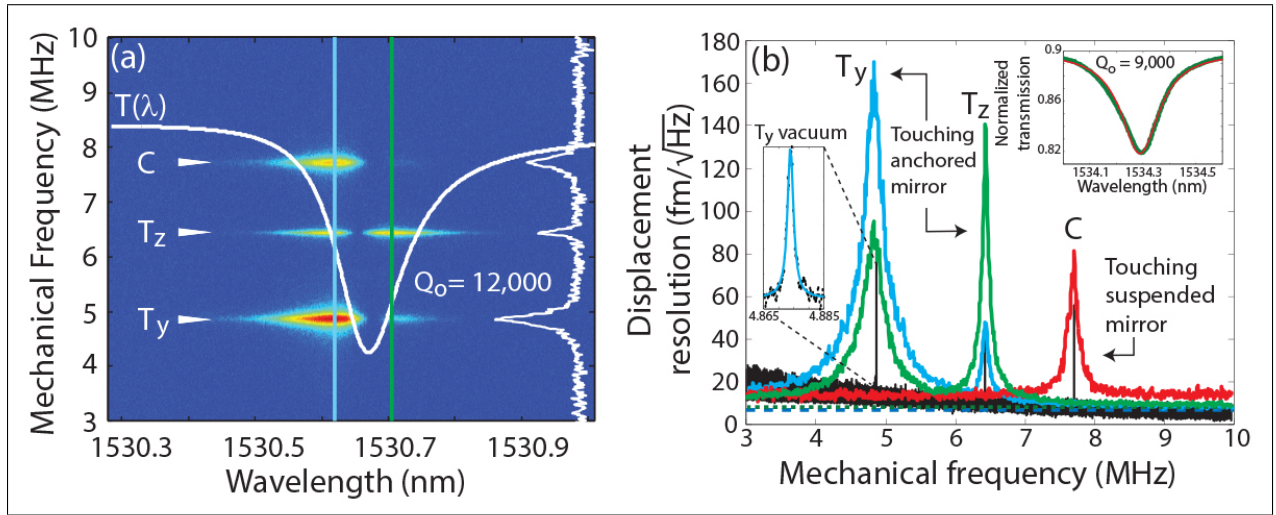 (a)
Mechanical Frequency (MHz)
10
9
8
7
6
5
4
3
T(λ)
C
Tz
Ty
Qo = 12,000
1530.3
1530.5
1530.7
1530.9
Wavelength (nm)
(b)
Displacement
resolution (fm/√Hz)
180
160
140
120
100
80
60
40
20
0
Ty
Touching
anchored
mirror
Tz
C
Touching
suspended
mirror
Ty vacuum
4.865
4.885
Normalized
transmission
0.9
0.86
0.82
Qo = 9,000
1534.1
1534.3
1534.5
Wavelength (nm)
3
4
5
6
7
8
9
10
Mechanical frequency (MHz)